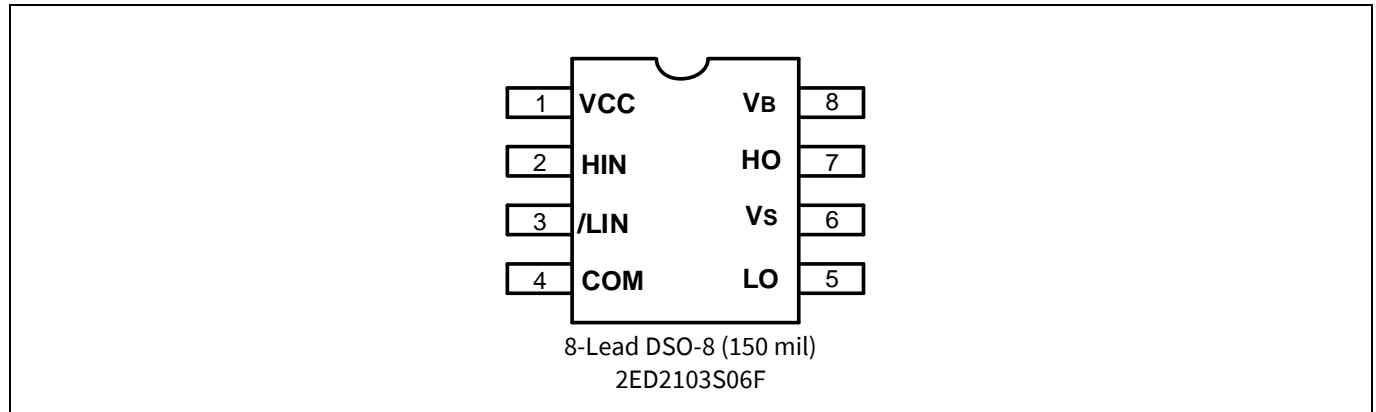 1 VCC VB 8
2 HIN HO 7
3 /LIN VS 6
4 COM LO 5
8-Lead DSO-8 (150 mil)
2ED2103S06F